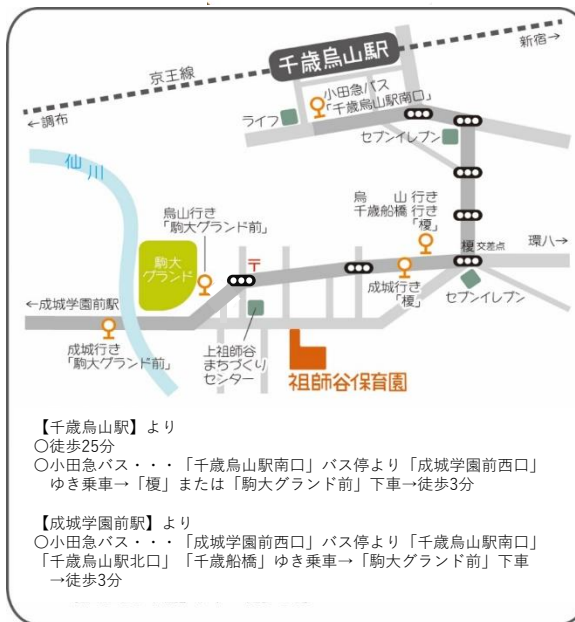 千歳烏山駅
新宿→
京王線
←調布
小田急バス
「千歳烏山駅南口」
ライフ
セブンイレブン
仙川
烏山行き
「駒大グランド前」
烏　山　行き
千歳船橋 行き
「榎」
駒大
グランド
〒
榎 交差点
環八→
←成城学園前駅
成城行き
「榎」
セブンイレブン
成城行き
「駒大グランド前」
上祖師谷
まちづくり
センター
祖師谷保育園
【千歳烏山駅】より
〇徒歩25分
〇小田急バス・・・「千歳烏山駅南口」バス停より「成城学園前西口」
ゆき乗車→「榎」または「駒大グランド前」下車→徒歩3分
【成城学園前駅】より
〇小田急バス・・・「成城学園前西口」バス停より「千歳烏山駅南口」
「千歳烏山駅北口」「千歳船橋」ゆき乗車→「駒大グランド前」下車
→徒歩3分